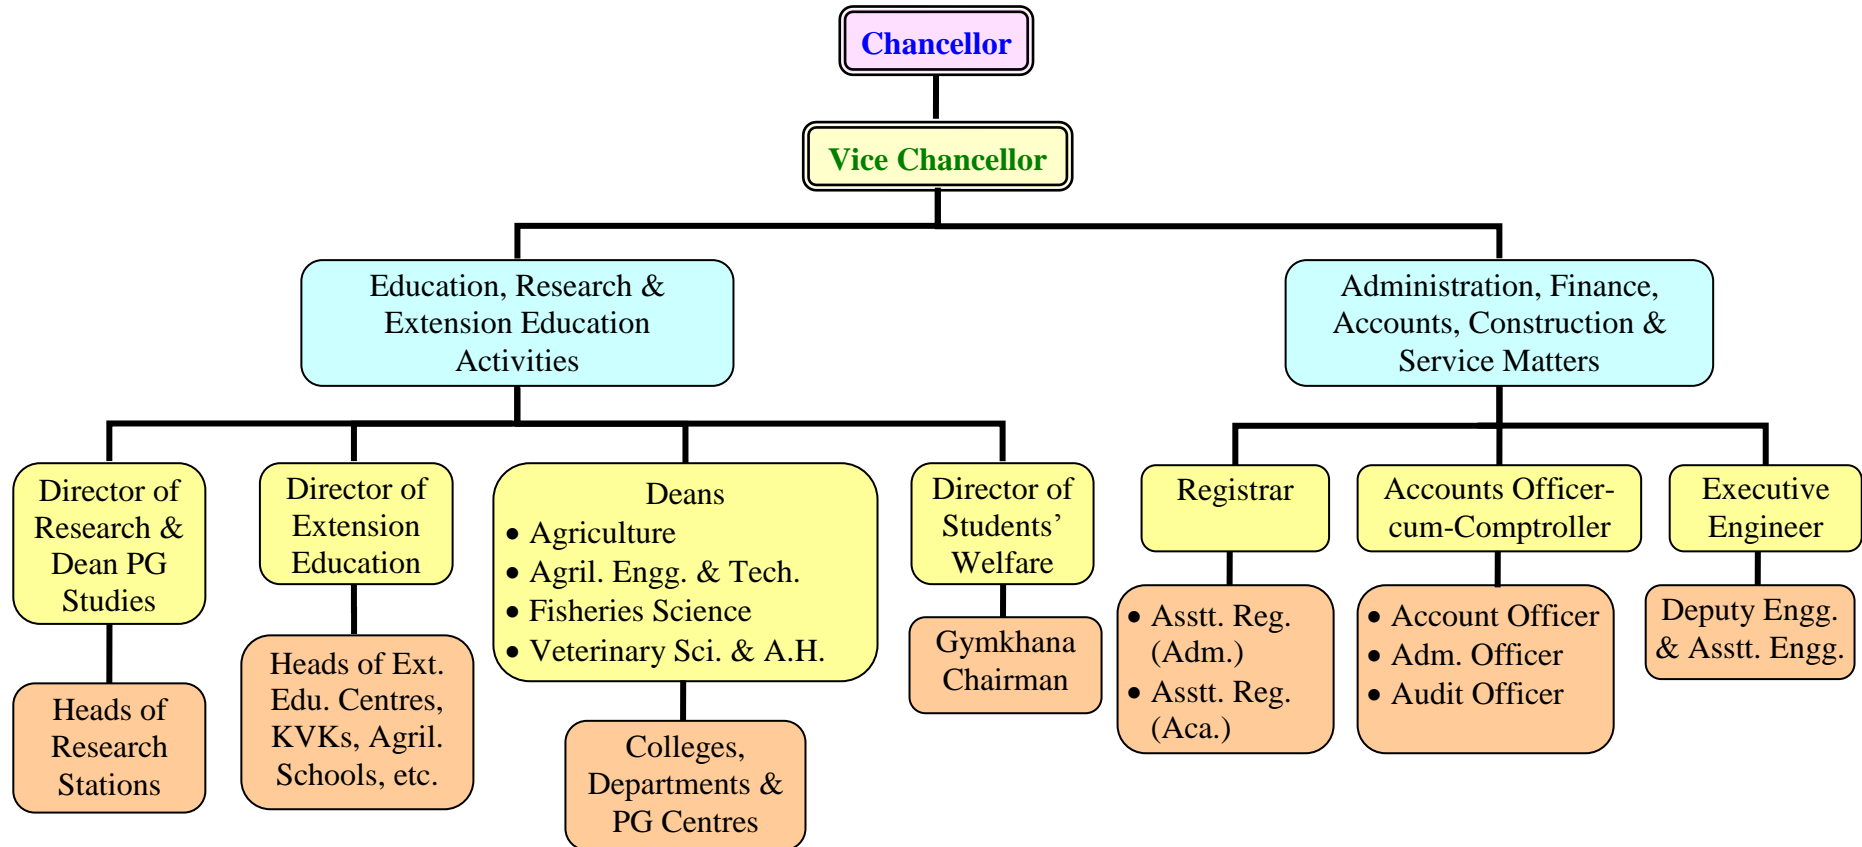 Chancellor
Vice Chancellor
Education, Research &
Extension Education
Activities
Administration, Finance,
Accounts, Construction &
Service Matters
Director of
Research &
Dean PG
Studies
Director of
Extension
Education
Deans
• Agriculture
• Agril. Engg. & Tech.
• Fisheries Science
• Veterinary Sci. & A.H.
Director of
Students’
Welfare
Registrar
Accounts Officer-
cum-Comptroller
Executive
Engineer
Heads of
Research
Stations
Heads of Ext.
Edu. Centres,
KVKs, Agril.
Schools, etc.
Colleges,
Departments &
PG Centres
Gymkhana
Chairman
• Asstt. Reg.
(Adm.)
• Asstt. Reg.
(Aca.)
• Account Officer
• Adm. Officer
• Audit Officer
Deputy Engg.
& Asstt. Engg.